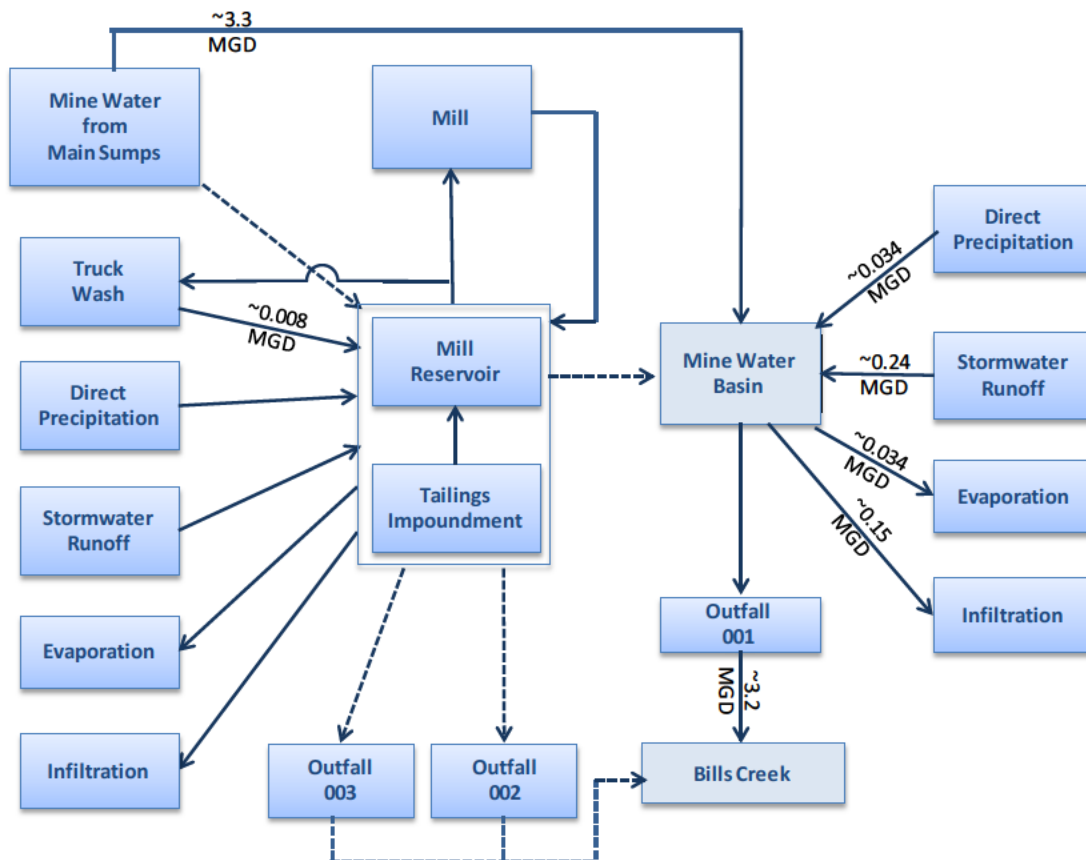 ~3.3
MGD
Mine Water
from
Main Sumps
Mill
Direct
Precipitation
~0.034
MGD
Truck
Wash
~0.008
MGD
Mill
Reservoir
Mine Water
Basin
~0.24
MGD
Stormwater
Runoff
Direct
Precipitation
~0.034
MGD
Evaporation
Tailings
Impoundment
Stormwater
Runoff
~0.15
MGD
Outfall
001
Infiltration
Evaporation
~3.2
MGD
Infiltration
Outfall
003
Outfall
002
Bills Creek